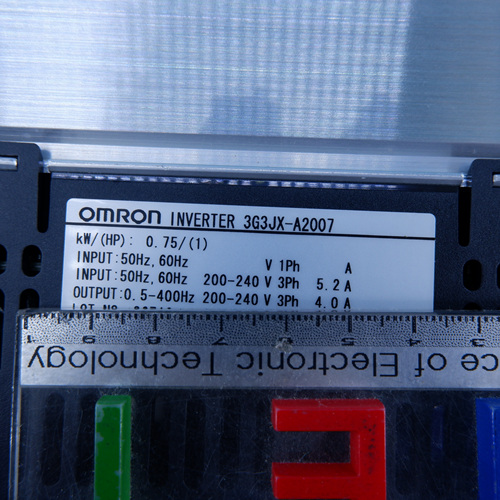 OMRON INVERTER 3G3JX-A2007
kW/(HP): 0.75/(1)
INPUT:50Hz,60Hz V 1Ph A
INPUT:50Hz,60Hz 200-240 V 3Ph 5.2 A
OUTPUT:0.5-400Hz 200-240 V 3Ph 4.0 A
ce of Electronic Technology